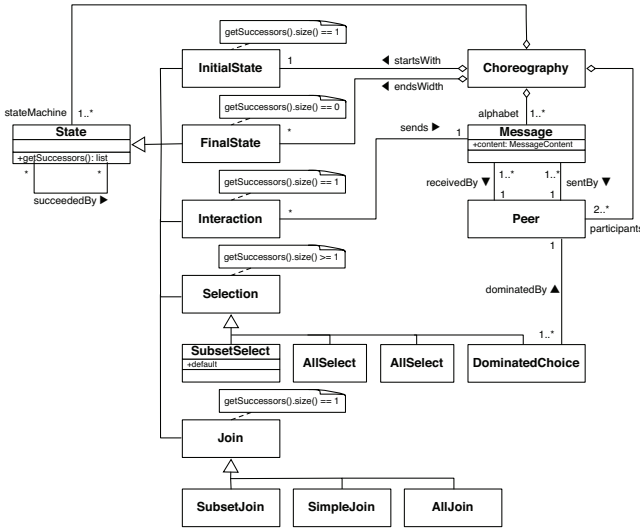 getSuccessors().size() == 1
InitialState
1
◄ startsWith
Choreography
◄ endsWidth
stateMachine
1..*
getSuccessors().size() == 0
alphabet
1..*
State
+getSuccessors(): list
FinalState
*
sends ►
1
Message
+content: MessageContent
*
*
succeededBy ►
getSuccessors().size() == 1
receivedBy ▼
1..*
1..*
sentBy ▼
1
1
Interaction
*
Peer
2..*
participants
getSuccessors().size() >= 1
1
Selection
dominatedBy ▲
1..*
SubsetSelect
+default
AllSelect
AllSelect
DominatedChoice
getSuccessors().size() == 1
Join
SubsetJoin
SimpleJoin
AllJoin